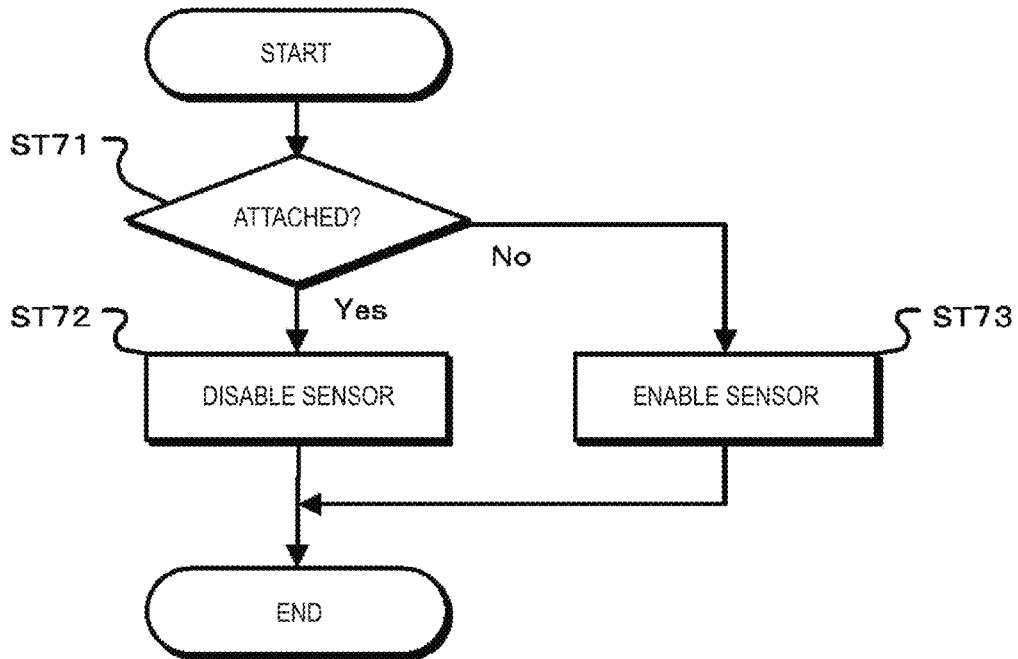 START
ST71
ATTACHED?
No
Yes
ST72
ST73
DISABLE SENSOR
ENABLE SENSOR
END